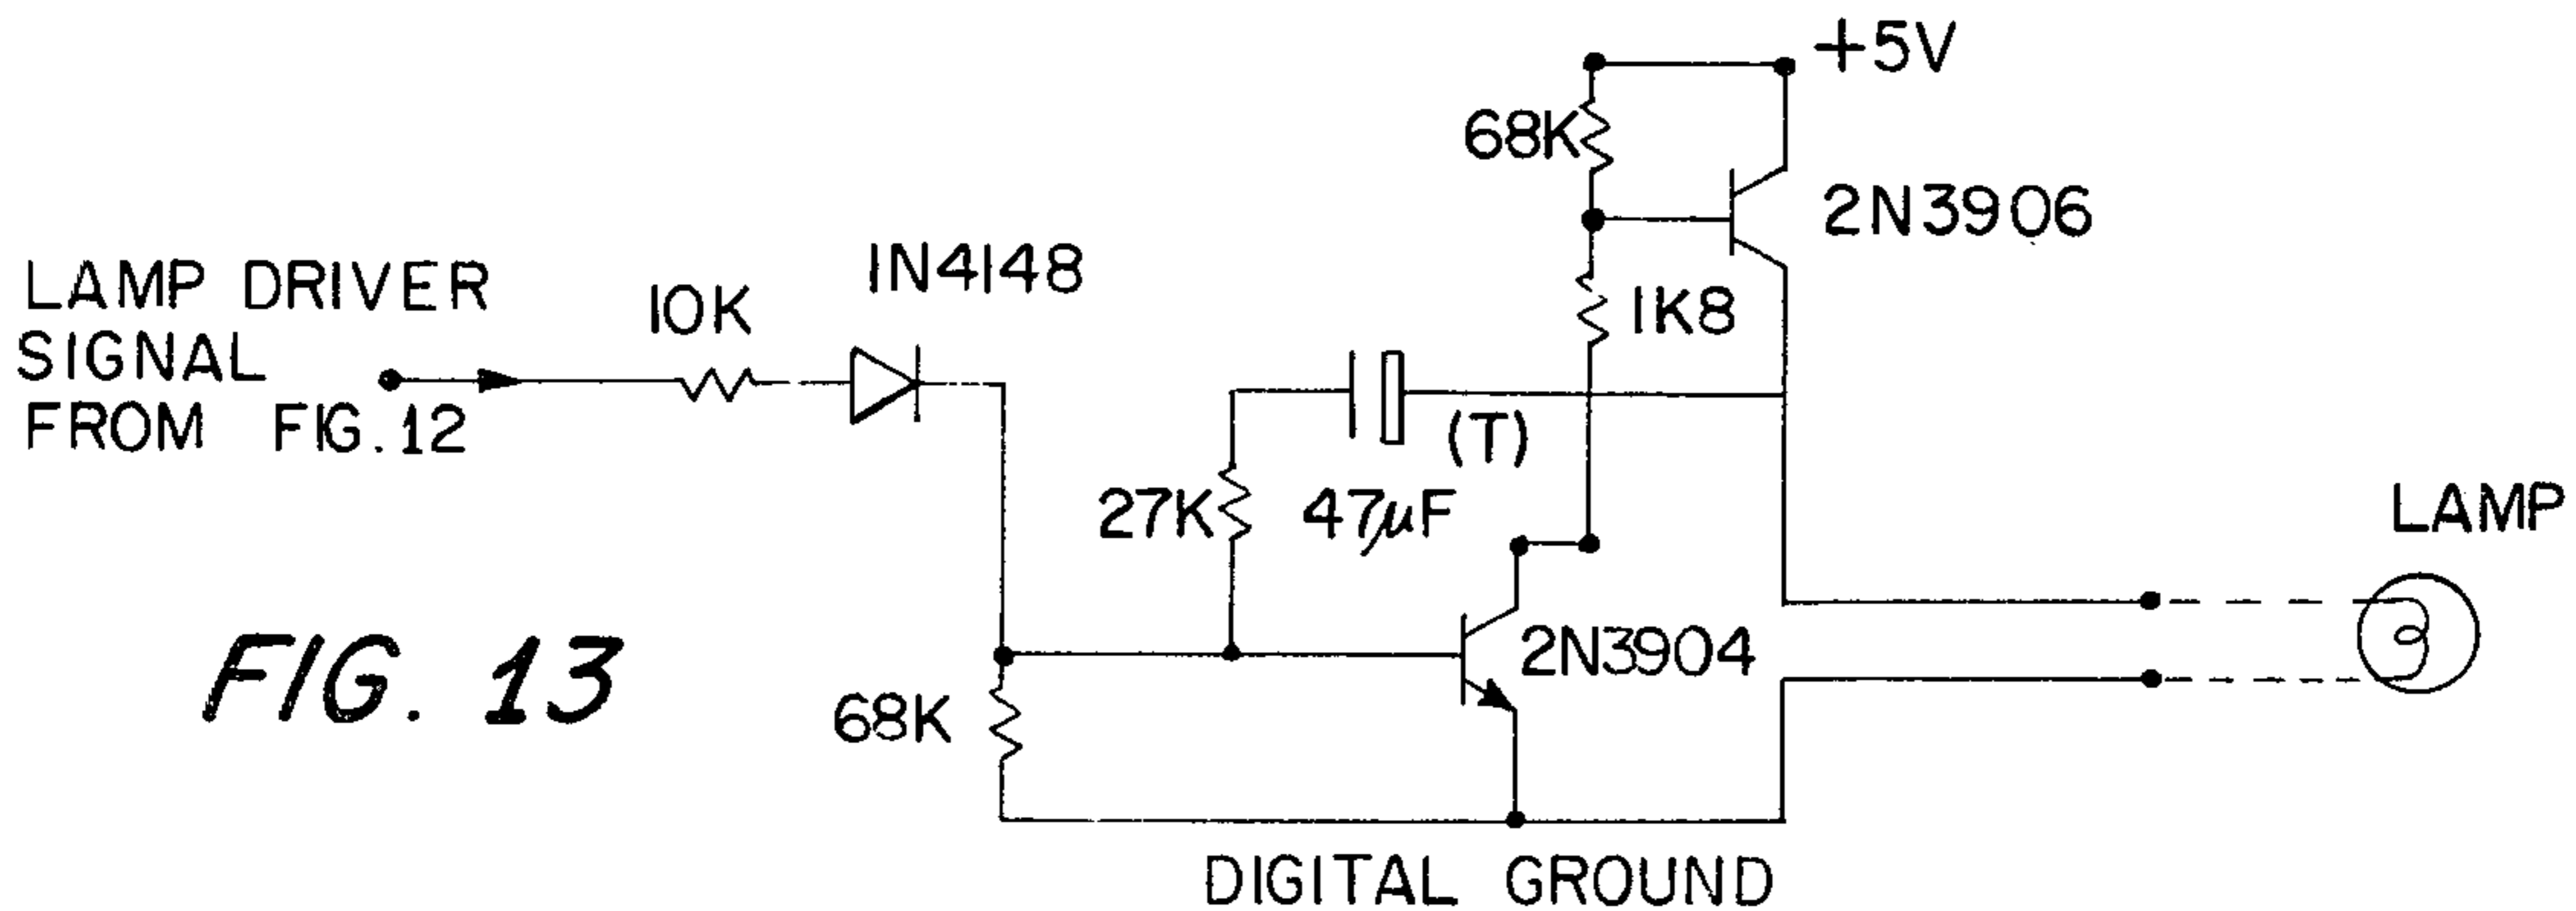 +5V
68K
2N3906
1N4148
LAMP DRIVER
SIGNAL
FROM FIG. 12
10K
1K8
(T)
27K
47µF
LAMP
2N3904
FIG. 13
68K
DIGITAL GROUND